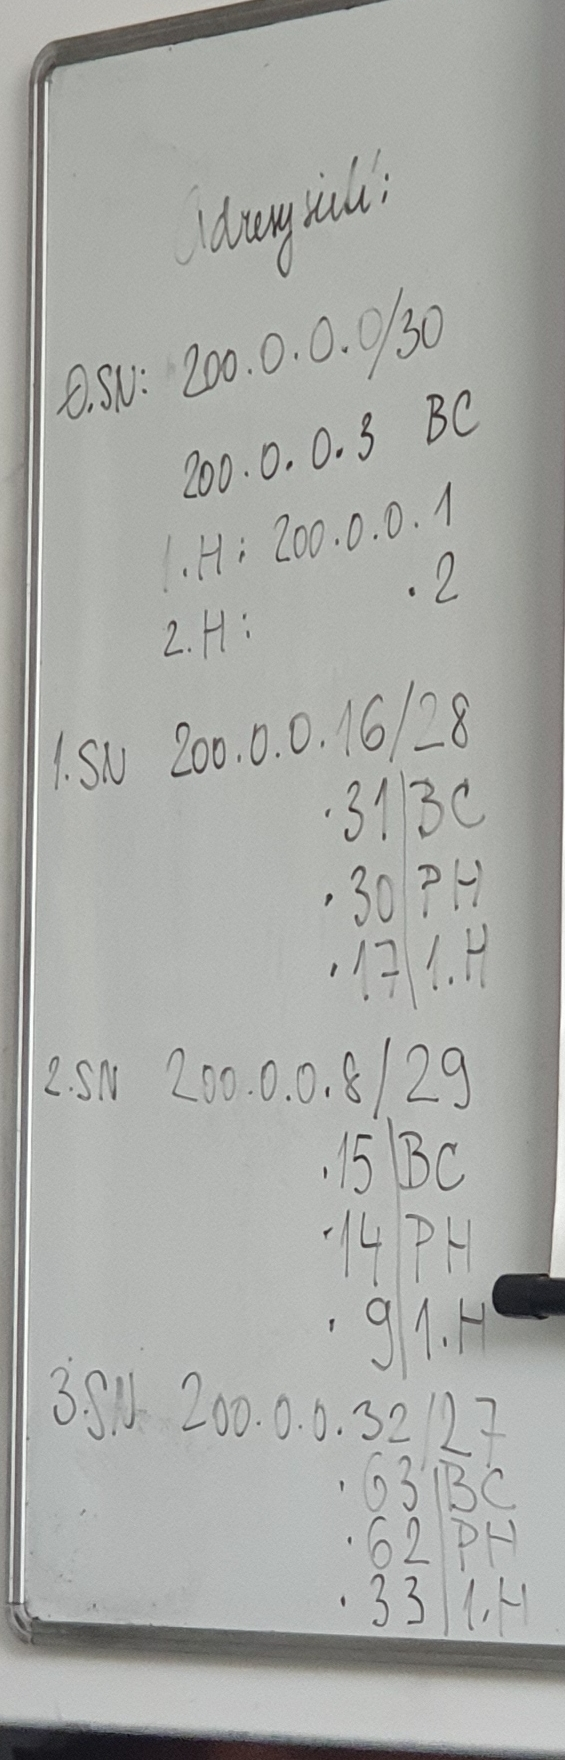 Adresy sítí:
0.SN: 200.0.0.0/30
200.0.0.3 BC
1.H: 200.0.0.1
2.H: .2
1.SN 200.0.0.16/28
.31|BC
.30|PH
.17|1.H
2.SN 200.0.0.8/29
.15|BC
.14|PH
.9|1.H
3.SN 200.0.0.32/27
.63|BC
.62|PH
.33|1.H